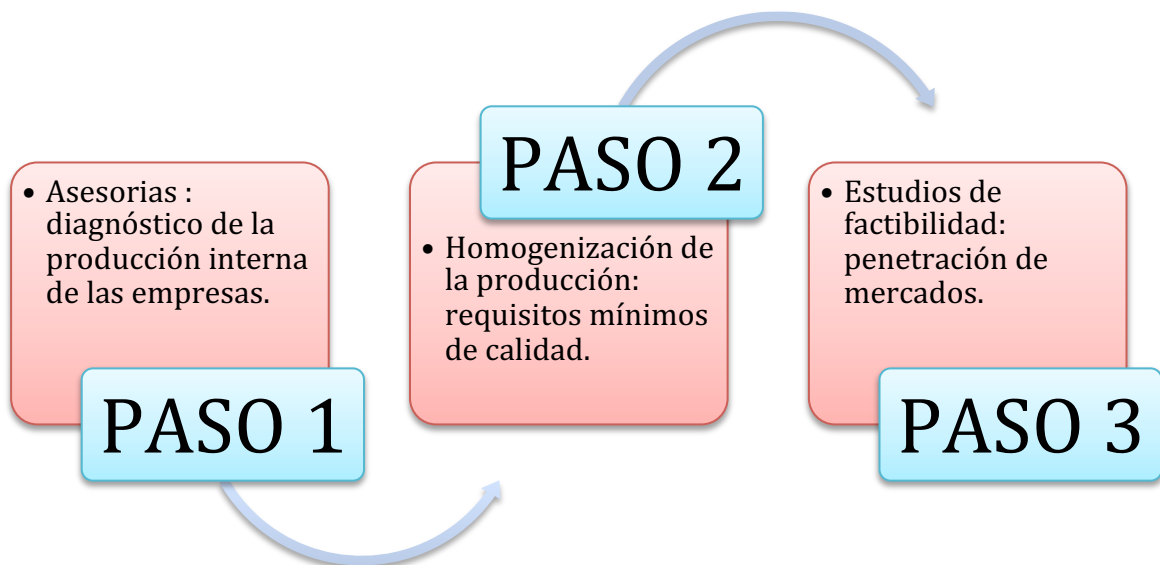 • Asesorias :
diagnóstico de la
producción interna
de las empresas.
PASO 1
PASO 2
• Homogenización de
la producción:
requisitos mínimos
de calidad.
• Estudios de
factibilidad:
penetración de
mercados.
PASO 3